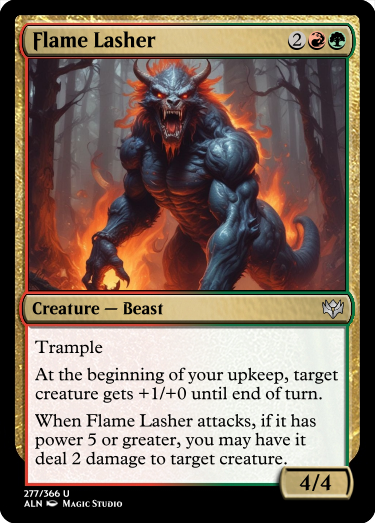 Flame Lasher 2
Creature — Beast
Trample
At the beginning of your upkeep, target
creature gets +1/+0 until end of turn.
When Flame Lasher attacks, if it has
power 5 or greater, you may have it
deal 2 damage to target creature.
4/4
277/366 U
ALN Magic Studio